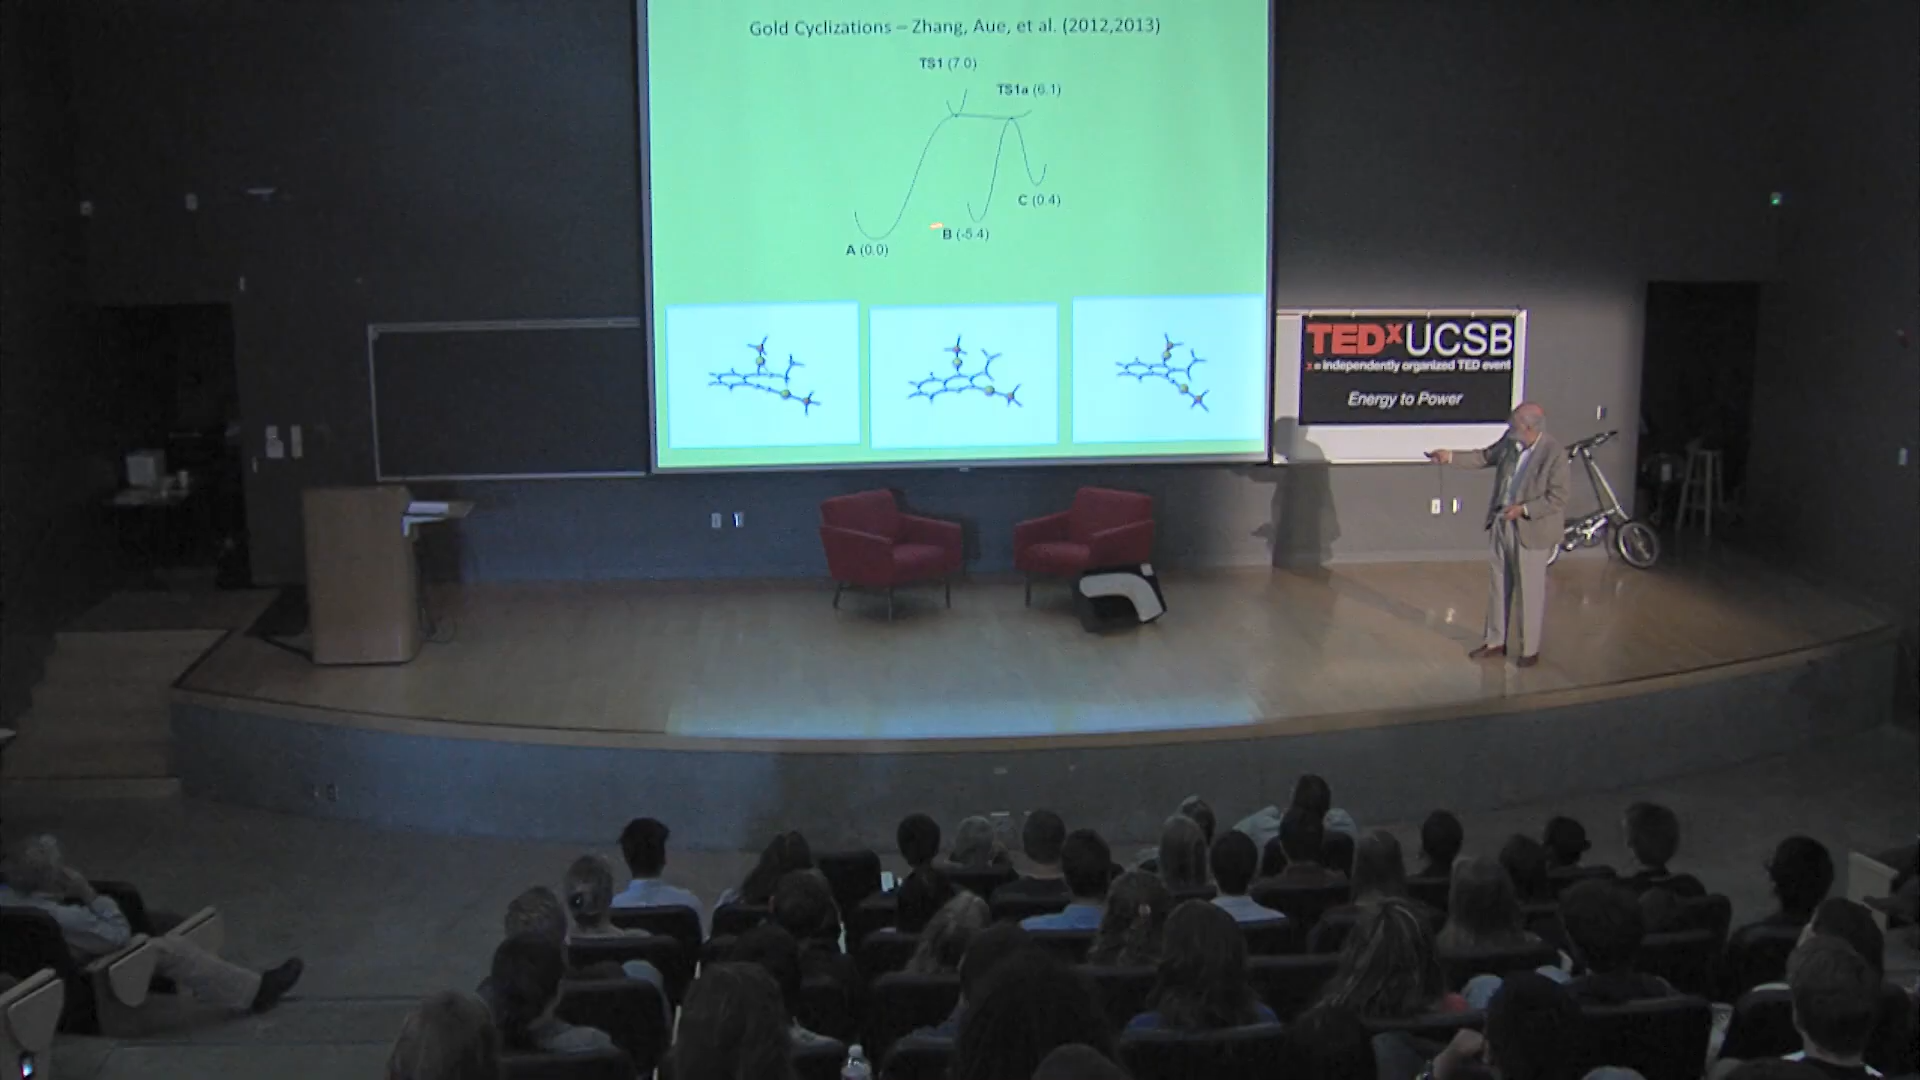 Gold Cyclizations – Zhang, Aue, et al. (2012,2013)
TS1 (7.0)
TS1a (6.1)
C (0.4)
B (-5.4)
A (0.0)
TEDxUCSB
x = independently organized TED event
Energy to Power